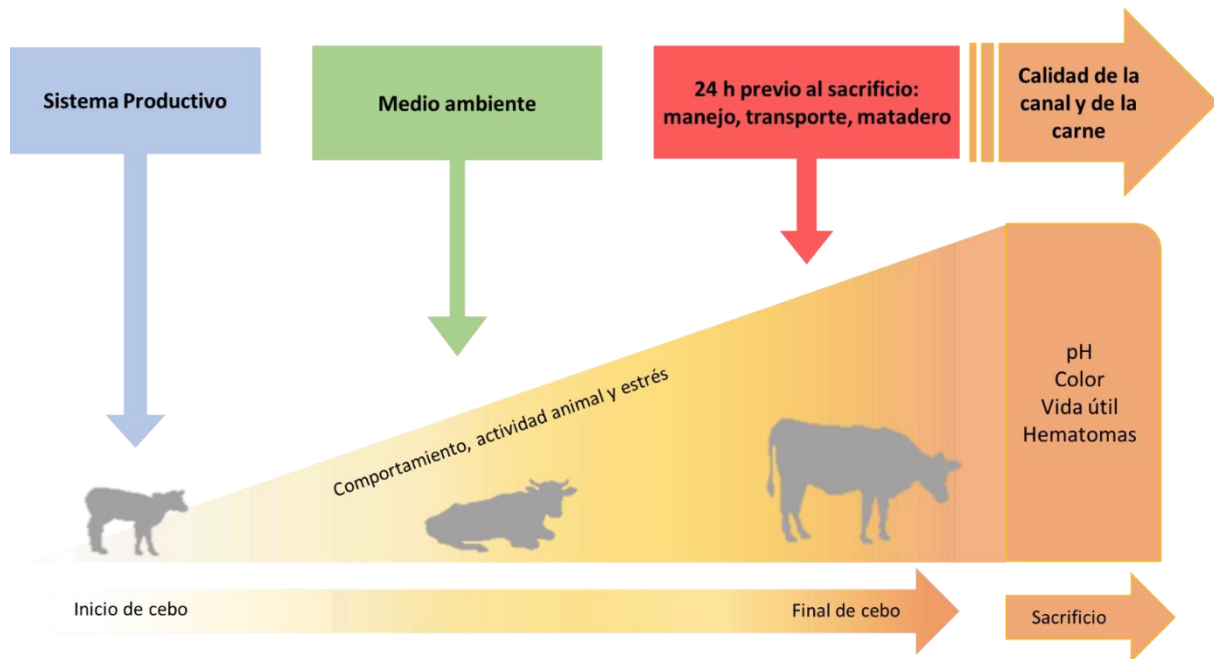 Sistema Productivo
Medio ambiente
24 h previo al sacrificio:
manejo, transporte, matadero
Calidad de la
canal y de la
carne
Comportamiento, actividad animal y estrés
pH
Color
Vida útil
Hematomas
Inicio de cebo
Final de cebo
Sacrificio